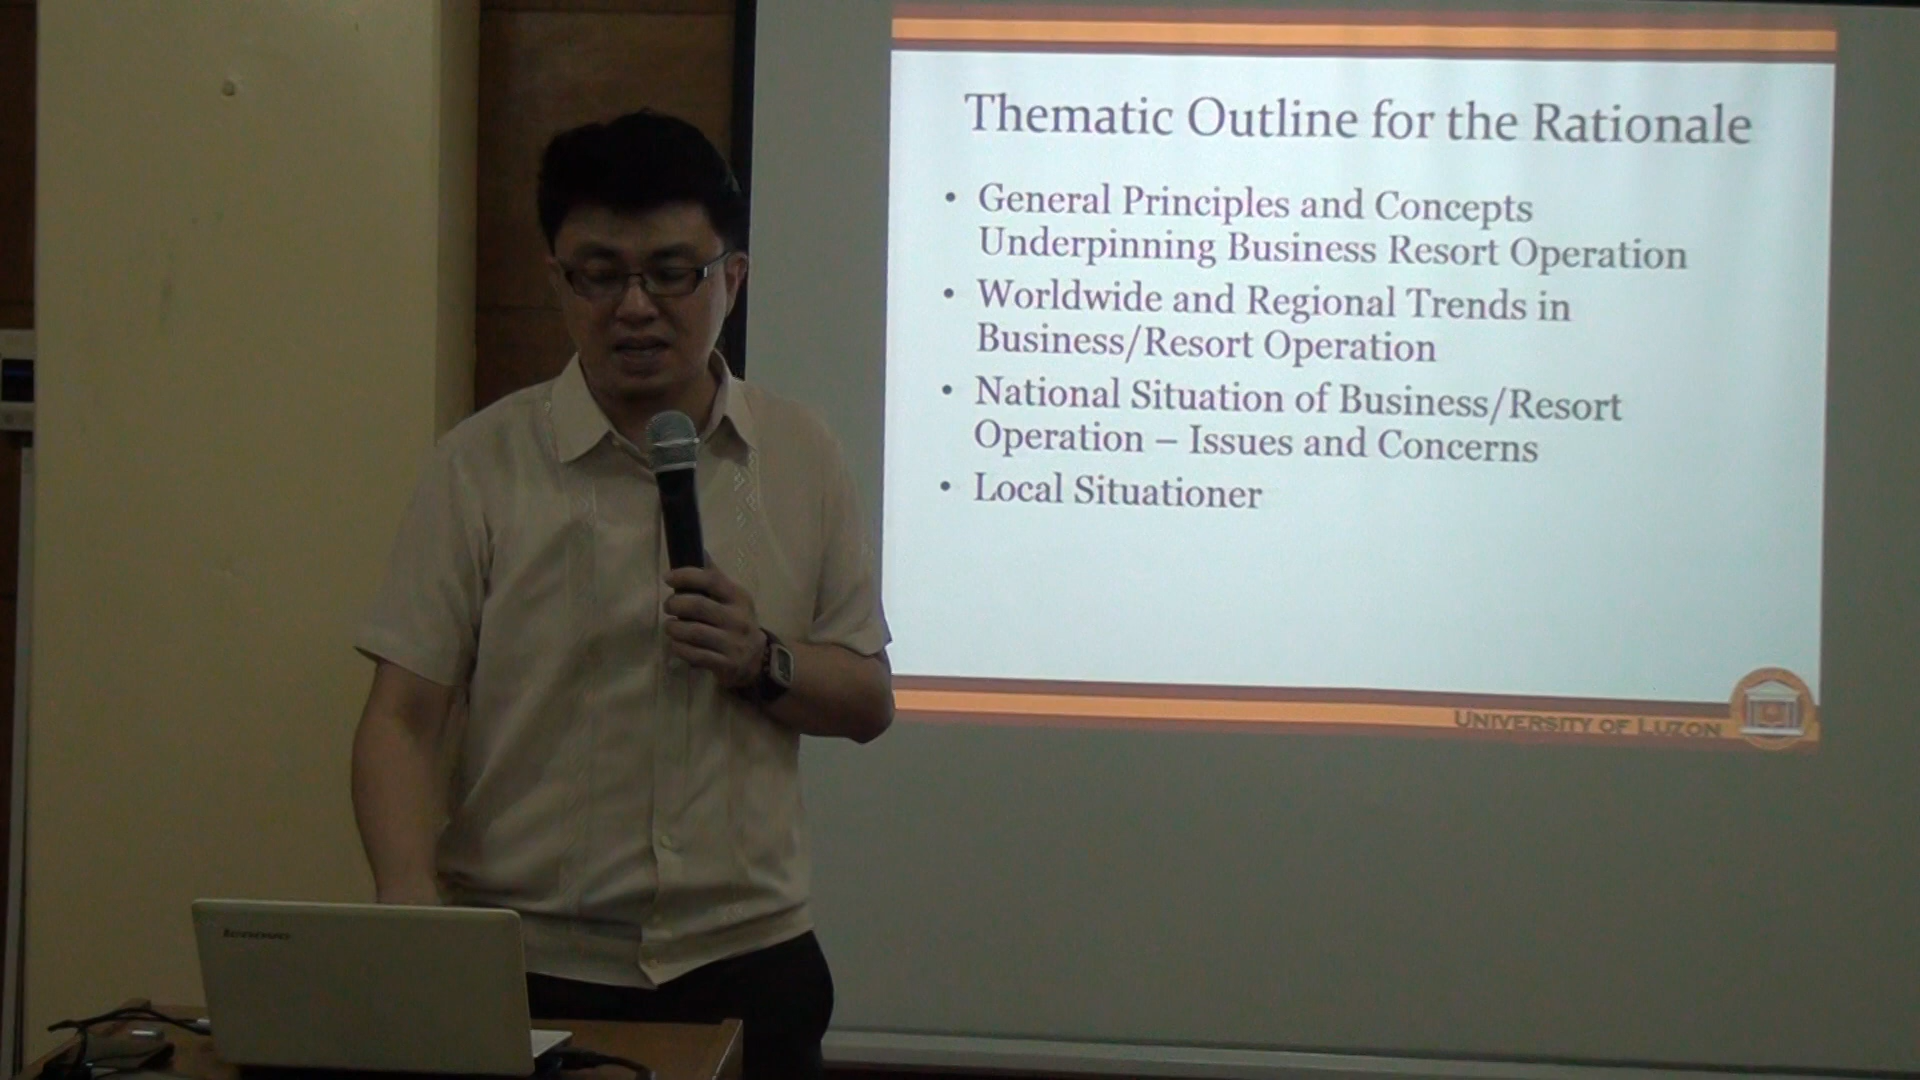 Thematic Outline for the Rationale
• General Principles and Concepts
Underpinning Business Resort Operation
• Worldwide and Regional Trends in
Business/Resort Operation
• National Situation of Business/Resort
Operation – Issues and Concerns
• Local Situationer
UNIVERSITY OF LUZON
lenovo